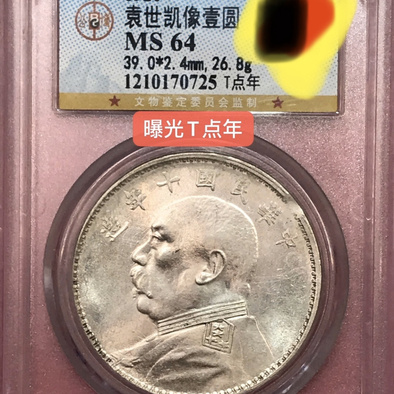 袁世凯像壹圆
MS 64
39.0*2.4mm,26.8g
1210170725 T点年
★ 文物鉴定委员会监制 ★
曝光T点年
造年十國民華中